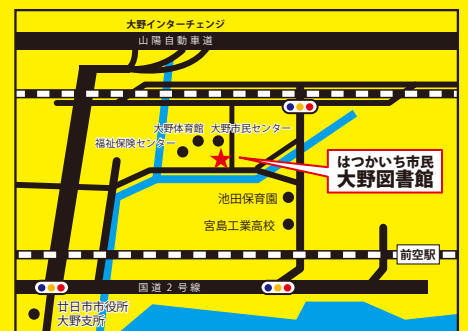 大野インターチェンジ
山陽自動車道
大野体育館 大野市民センター
福祉保険センター
はつかいち市民
大野図書館
池田保育園
宮島工業高校
前空駅
国道2号線
廿日市市役所
大野支所